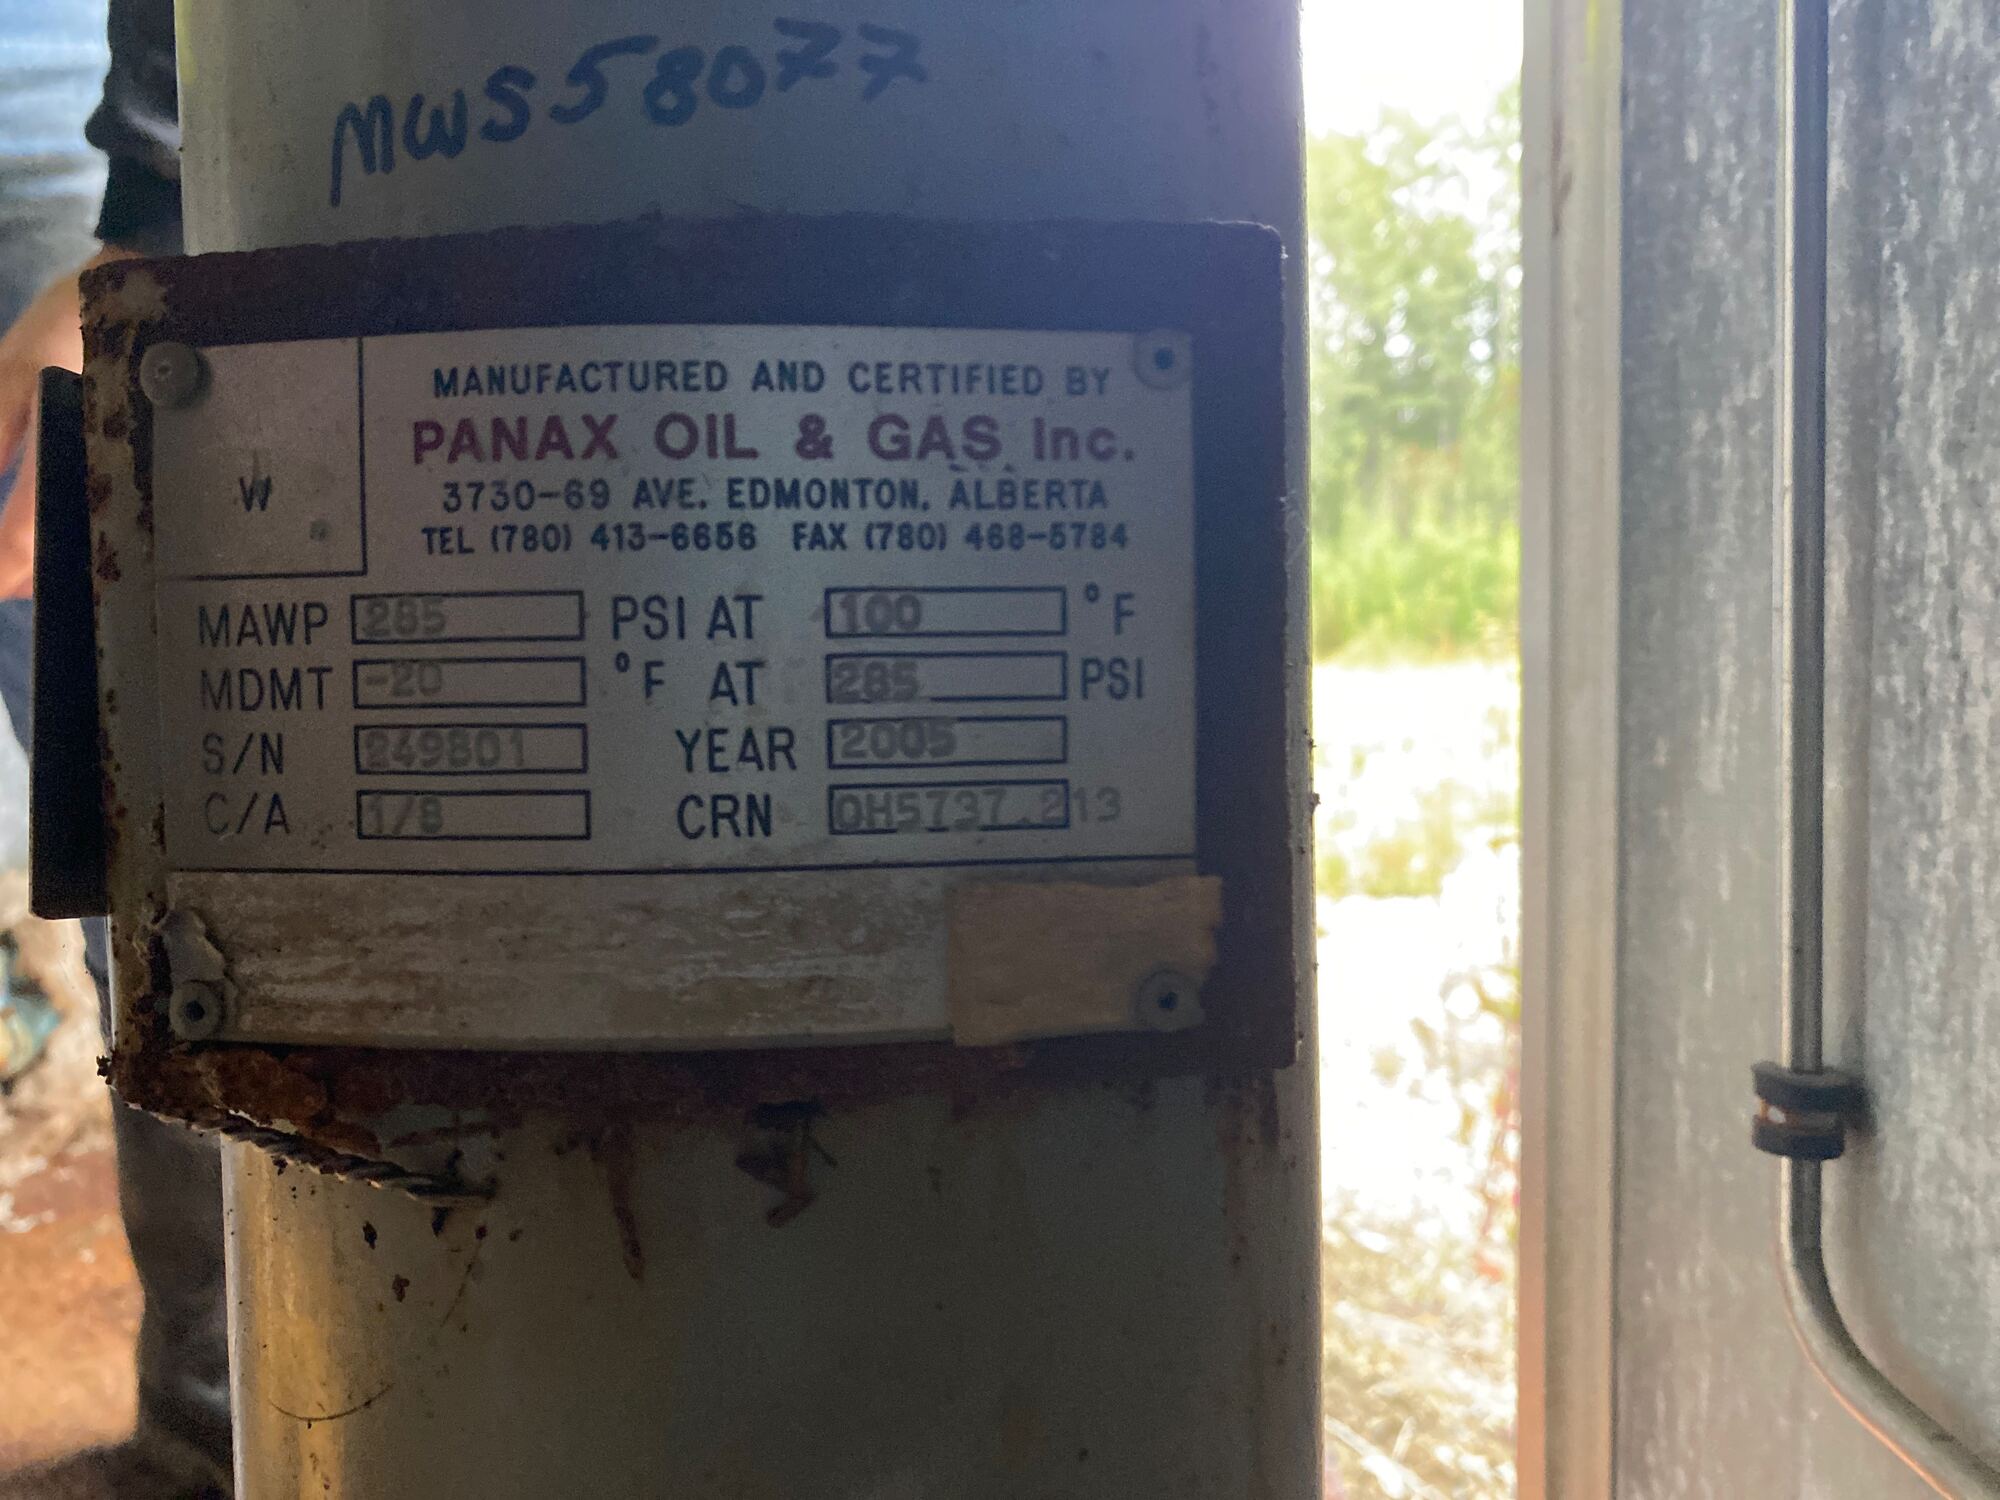 MWS58077
MANUFACTURED AND CERTIFIED BY
PANAX OIL & GAS Inc.
W
3730-69 AVE. EDMONTON, ALBERTA
TEL (780) 413-6656 FAX (780) 468-5784
MAWP 285 PSI AT 100 °F
MDMT -20 °F AT 285 PSI
S/N 249801 YEAR 2005
C/A 1/8 CRN 0H5737.213